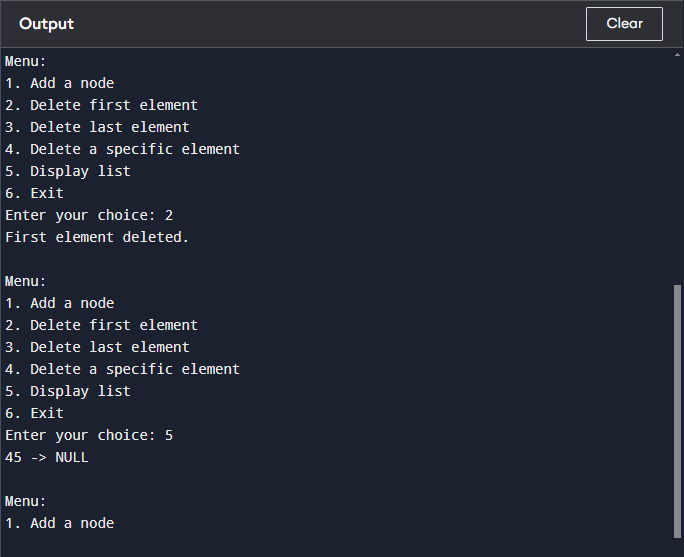 Output
Clear
Menu:
1. Add a node
2. Delete first element
3. Delete last element
4. Delete a specific element
5. Display list
6. Exit
Enter your choice: 2
First element deleted.
Menu:
1. Add a node
2. Delete first element
3. Delete last element
4. Delete a specific element
5. Display list
6. Exit
Enter your choice: 5
45 -> NULL
Menu:
1. Add a node